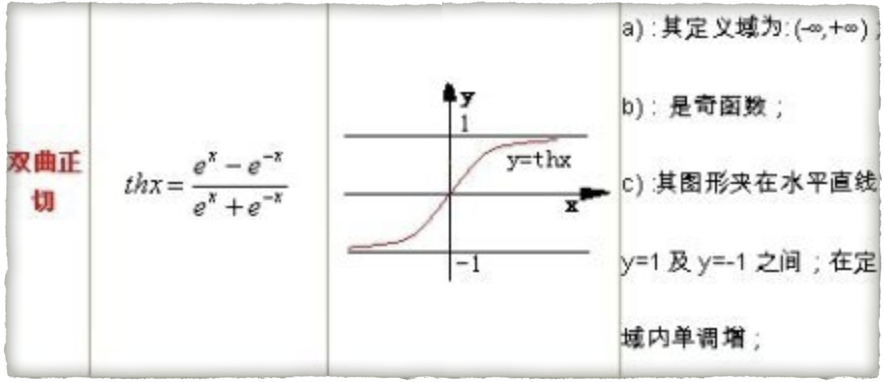 双曲正
切
thx = \frac{e^x - e^{-x}}{e^x + e^{-x}}
y
1
y=thx
x
-1
a) : 其定义域为: (-∞,+∞) ;
b) : 是奇函数 ;
c) :其图形夹在水平直线
y=1 及 y=-1 之间 ; 在定
域内单调增 ;